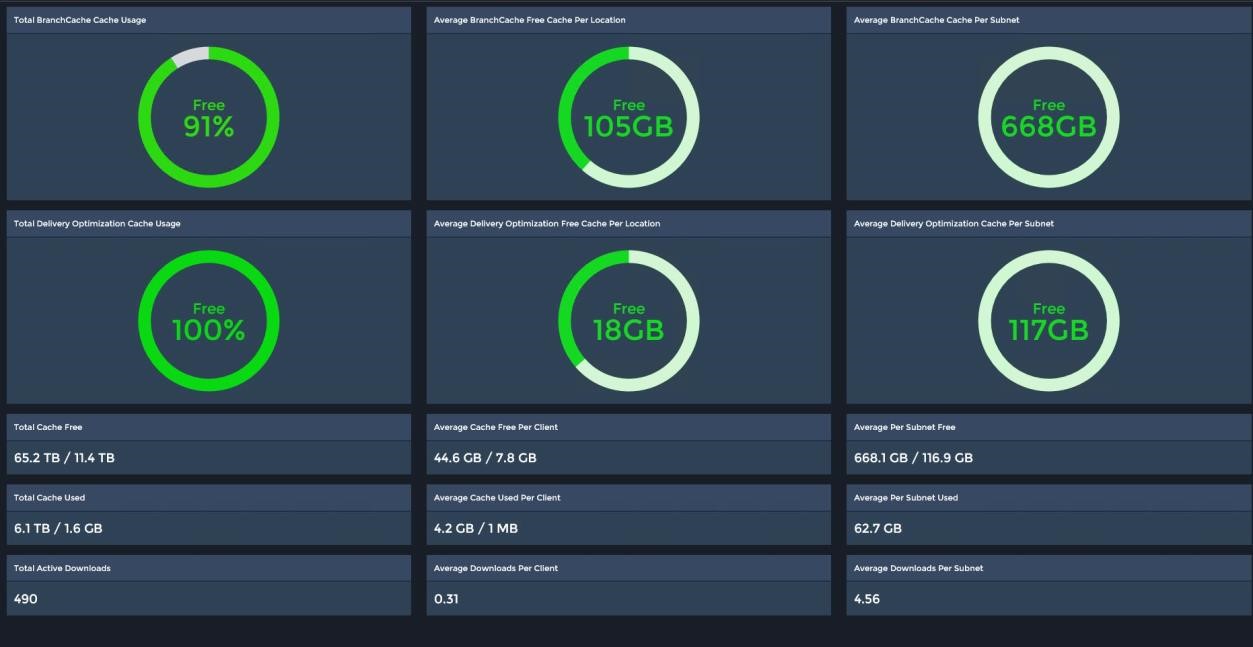 Total BranchCache Cache Usage
Average BranchCache Free Cache Per Location
Average BranchCache Cache Per Subnet
Free
91%
Free
105GB
Free
668GB
Total Delivery Optimization Cache Usage
Average Delivery Optimization Free Cache Per Location
Average Delivery Optimization Cache Per Subnet
Free
100%
Free
18GB
Free
117GB
Total Cache Free
Average Cache Free Per Client
Average Per Subnet Free
65.2 TB / 11.4 TB
44.6 GB / 7.8 GB
668.1 GB / 116.9 GB
Total Cache Used
Average Cache Used Per Client
Average Per Subnet Used
6.1 TB / 1.6 GB
4.2 GB / 1 MB
62.7 GB
Total Active Downloads
Average Downloads Per Client
Average Downloads Per Subnet
490
0.31
4.56